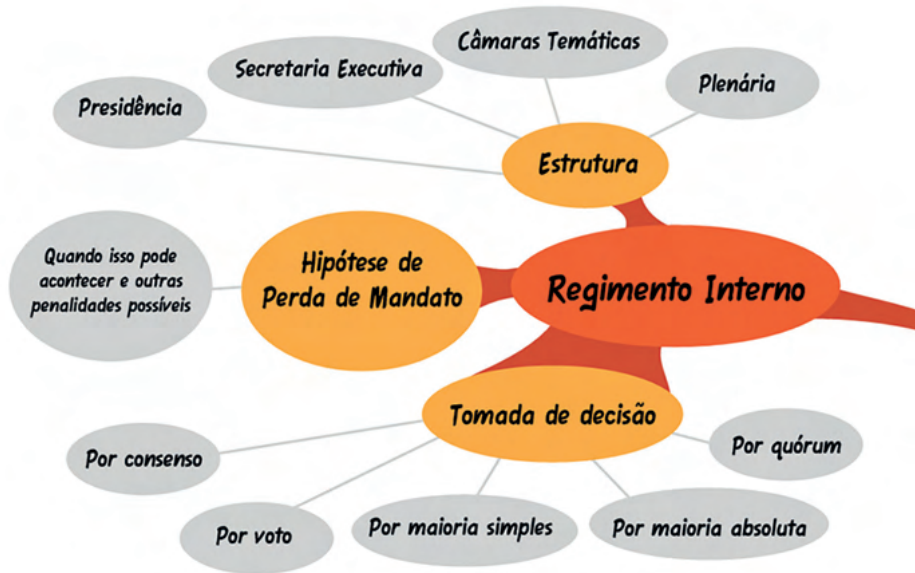 Câmaras Temáticas
Secretaria Executiva
Plenária
Presidência
Estrutura
Quando isso pode
acontecer e outras
penalidades possíveis
Hipótese de
Perda de Mandato
Regimento Interno
Tomada de decisão
Por consenso
Por quórum
Por voto
Por maioria simples
Por maioria absoluta